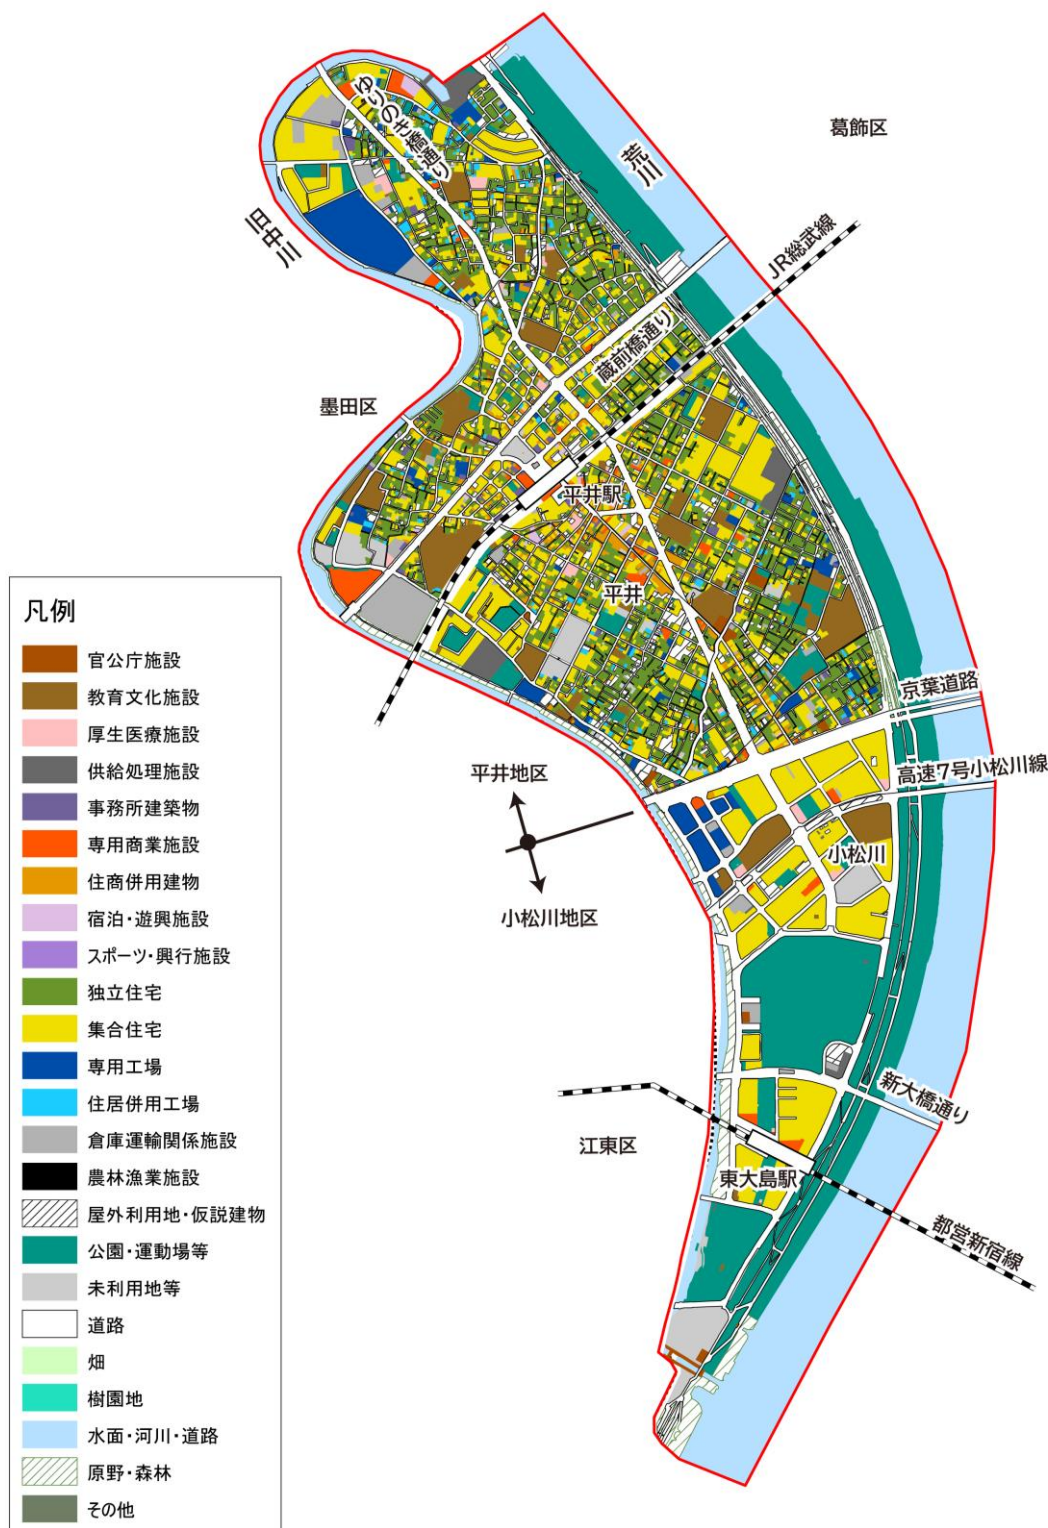 葛飾区
ゆりのき橋通り
荒川
旧中川
JR総武線
蔵前橋通り
墨田区
平井駅
平井
京葉道路
平井地区
高速7号小松川線
小松川
小松川地区
新大橋通り
江東区
東大島駅
都営新宿線
凡例
官公庁施設
教育文化施設
厚生医療施設
供給処理施設
事務所建築物
専用商業施設
住商併用建物
宿泊・遊興施設
スポーツ・興行施設
独立住宅
集合住宅
専用工場
住居併用工場
倉庫運輸関係施設
農林漁業施設
屋外利用地・仮説建物
公園・運動場等
未利用地等
道路
畑
樹園地
水面・河川・道路
原野・森林
その他